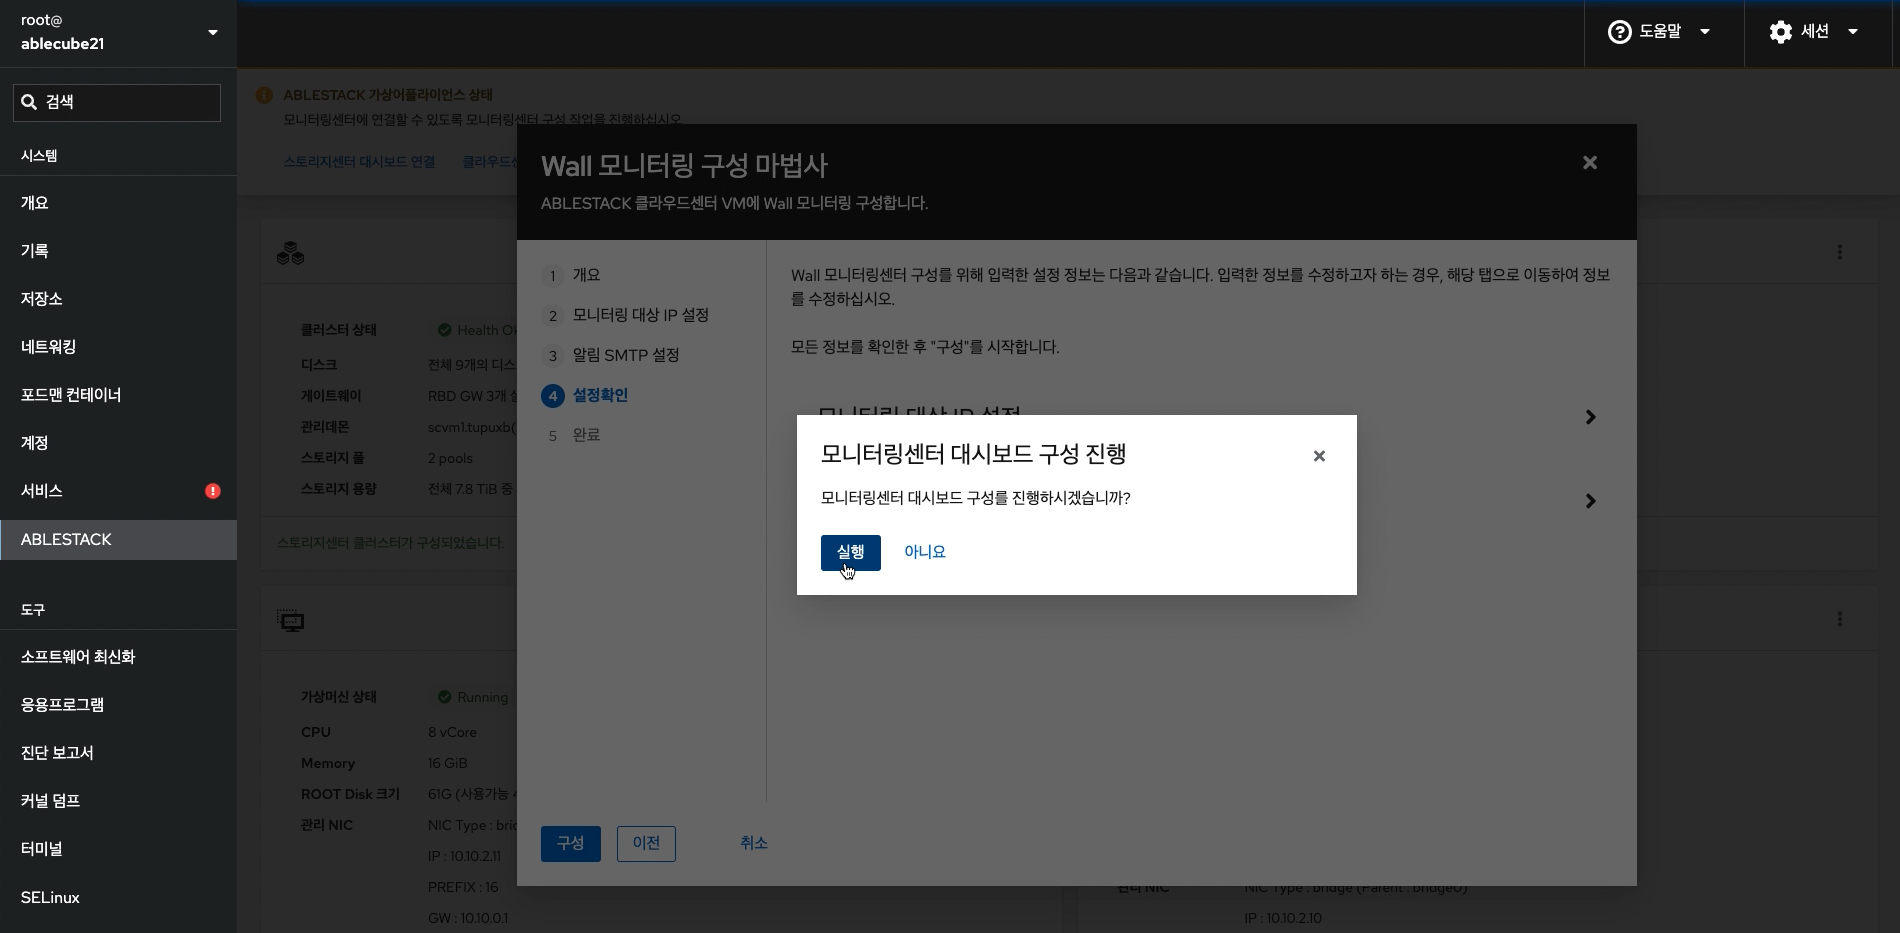 root@
ablecube21
도움말
세션
검색
시스템
개요
기록
저장소
네트워킹
포드맨 컨테이너
계정
서비스
ABLESTACK
도구
소프트웨어 최신화
응용프로그램
진단 보고서
커널 덤프
터미널
SELinux
ABLESTACK 가상어플라이언스 상태
모니터링센터에 연결할 수 있도록 모니터링센터 구성 작업을 진행하십시오.
스토리지센터 대시보드 연결
클라우드센
클러스터 상태 Health Ok
디스크 전체 9개의 디스
게이트웨이 RBD GW 3개
관리데몬 scvm1.tupuxb(
스토리지 풀 2 pools
스토리지 용량 전체 7.8 TiB 중
스토리지센터 클러스터가 구성되었습니다.
가상머신 상태 Running
CPU 8 vCore
Memory 16 GiB
ROOT Disk 크기 61G (사용가능
관리 NIC NIC Type : brid
IP : 10.10.2.11
PREFIX : 16
GW : 10.10.0.1
Wall 모니터링 구성 마법사
ABLESTACK 클라우드센터 VM에 Wall 모니터링 구성합니다.
1 개요
2 모니터링 대상 IP 설정
3 알림 SMTP 설정
4 설정확인
5 완료
Wall 모니터링센터 구성을 위해 입력한 설정 정보는 다음과 같습니다. 입력한 정보를 수정하고자 하는 경우, 해당 탭으로 이동하여 정보
를 수정하십시오.
모든 정보를 확인한 후 "구성"를 시작합니다.
모니터링 대상 IP 설정
모니터링센터 대시보드 구성 진행
모니터링센터 대시보드 구성를 진행하시겠습니까?
실행
아니요
구성
이전
취소
관리 NIC NIC Type : bridge (Parent : bridge0)
IP : 10.10.2.10